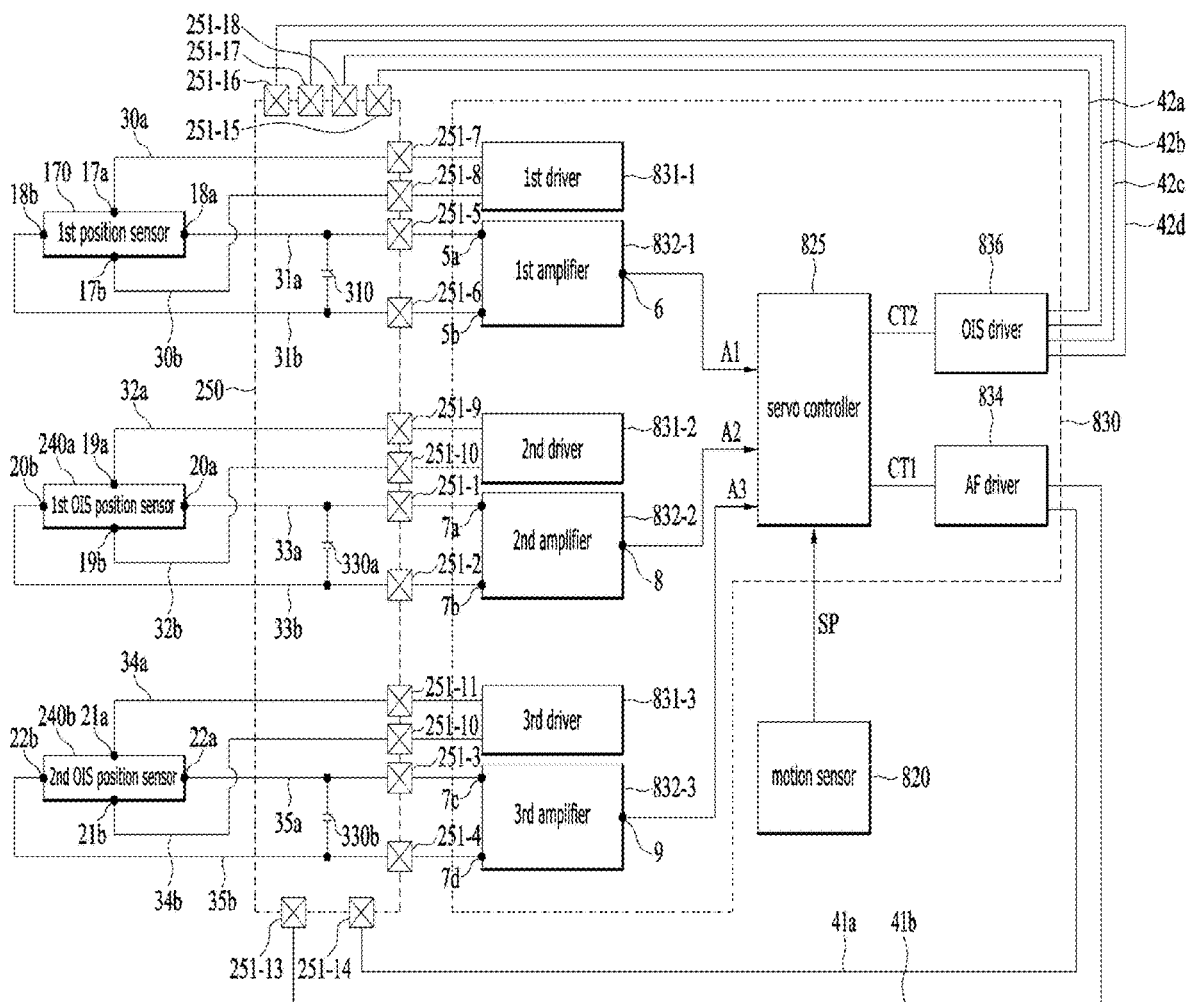 251-18
251-17
251-16
251-15
42a
42b
42c
42d
30a
251-7
1st driver
831-1
251-8
170
17a
18a
18b
1st position sensor
251-5
17b
31a
310
5a
1st amplifier
832-1
6
251-6
5b
30b
31b
825
836
CT2
OIS driver
A1
servo controller
834
830
250
32a
251-9
2nd driver
831-2
A2
CT1
AF driver
240a
19a
20a
20b
251-10
1st OIS position sensor
251-1
A3
19b
33a
330a
7a
2nd amplifier
832-2
8
251-2
7b
32b
33b
SP
34a
251-11
3rd driver
831-3
240b
21a
22a
22b
251-10
2nd OIS position sensor
251-3
motion sensor
820
21b
35a
330b
7c
3rd amplifier
832-3
9
251-4
7d
34b
35b
251-13
251-14
41a
41b